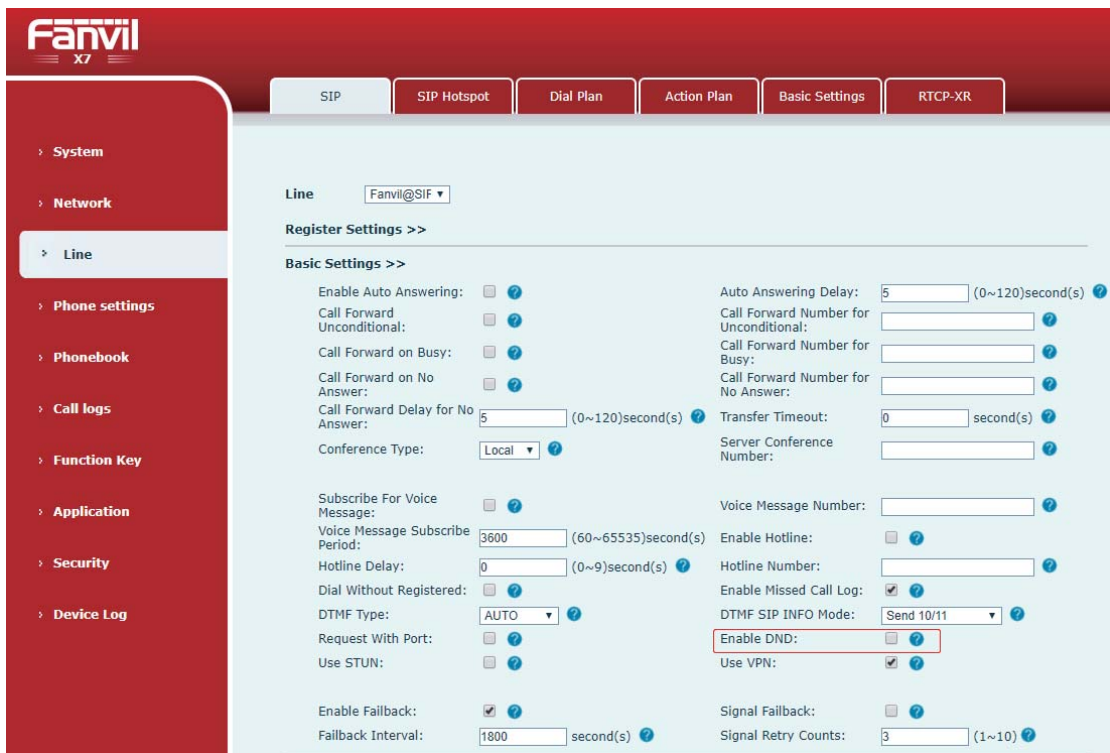 Fanvil
X7
SIP
SIP Hotspot
Dial Plan
Action Plan
Basic Settings
RTCP-XR
System
Network
Line
Phone settings
Phonebook
Call logs
Function Key
Application
Security
Device Log
Line Fanvil@SIF
Register Settings >>
Basic Settings >>
Enable Auto Answering: Auto Answering Delay: 5 (0~120)second(s)
Call Forward
Unconditional:
Call Forward Number for
Unconditional:
Call Forward on Busy:
Call Forward Number for
Busy:
Call Forward on No
Answer:
Call Forward Number for
No Answer:
Call Forward Delay for No
Answer: 5 (0~120)second(s) Transfer Timeout: 0 second(s)
Conference Type: Local
Server Conference
Number:
Subscribe For Voice
Message:
Voice Message Number:
Voice Message Subscribe
Period: 3600 (60~65535)second(s) Enable Hotline:
Hotline Delay: 0 (0~9)second(s) Hotline Number:
Dial Without Registered: Enable Missed Call Log:
DTMF Type: AUTO DTMF SIP INFO Mode: Send 10/11
Request With Port: Enable DND:
Use STUN: Use VPN:
Enable Failback: Signal Failback:
Failback Interval: 1800 second(s) Signal Retry Counts: 3 (1~10)